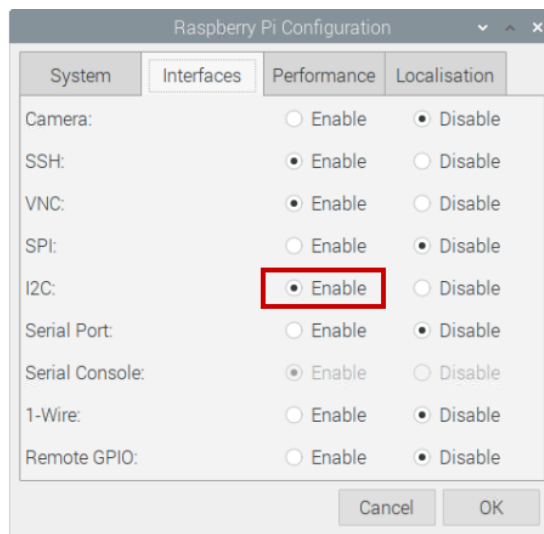 Raspberry Pi Configuration
System Interfaces Performance Localisation
Camera: Enable Disable
SSH: Enable Disable
VNC: Enable Disable
SPI: Enable Disable
I2C: Enable Disable
Serial Port: Enable Disable
Serial Console: Enable Disable
1-Wire: Enable Disable
Remote GPIO: Enable Disable
Cancel OK